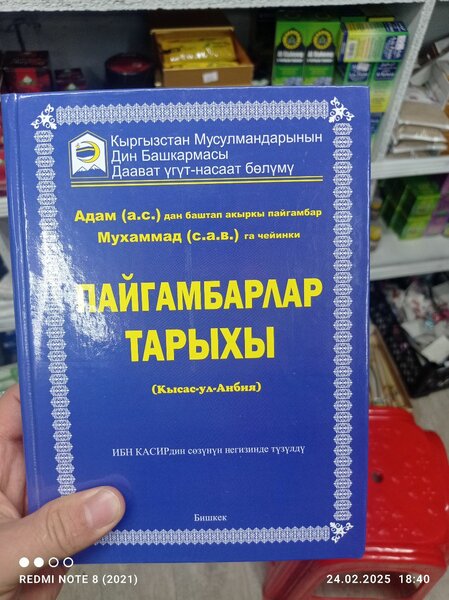 Кыргызстан Мусулмандарынын
Дин Башкармасы
Даават үгүт-насаат бөлүмү
Адам (а.с.) дан баштап акыркы пайгамбар
Мухаммад (с.а.в.) га чейинки
ПАЙГАМБАРЛАР
ТАРЫХЫ
(Кысас-ул-Анбия)
ИБН КАСИРдин сөзүнүн негизинде түзүлдү
Бишкек
REDMI NOTE 8 (2021)
24.02.2025 18:40